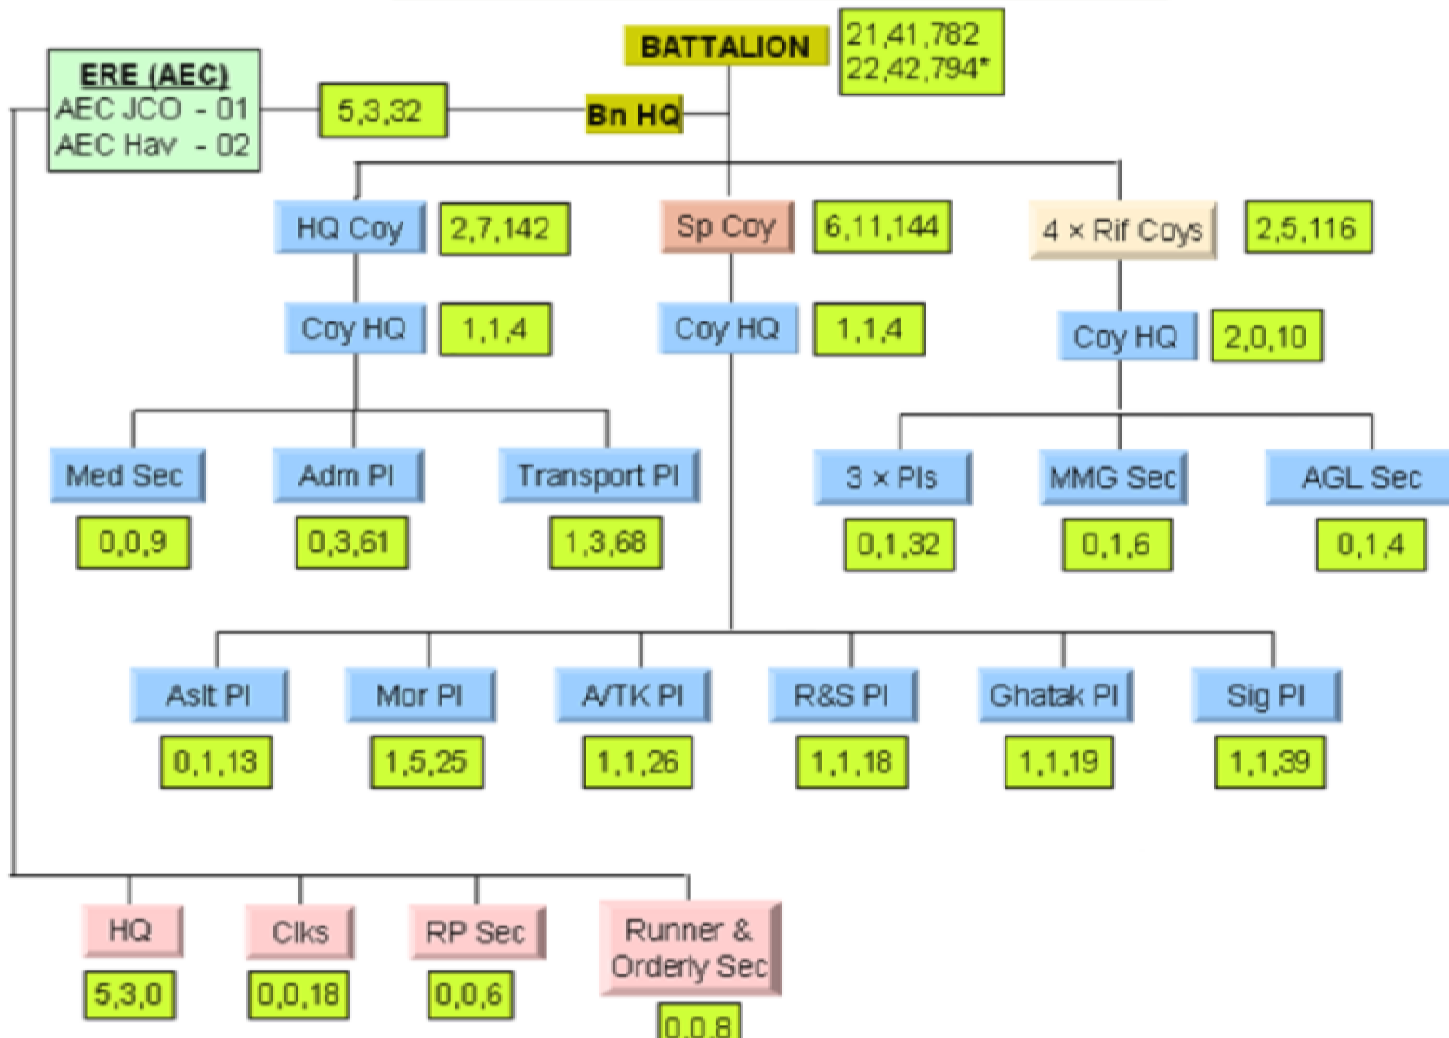 BATTALION
21,41,782
22,42,794*
ERE (AEC)
AEC JCO - 01
AEC Hav - 02
5,3,32
Bn HQ
HQ Coy
2,7,142
Sp Coy
6,11,144
4 × Rif Coys
2,5,116
Coy HQ
1,1,4
Coy HQ
1,1,4
Coy HQ
2,0,10
Med Sec
Adm Pl
Transport Pl
3 × Pls
MMG Sec
AGL Sec
0,0,9
0,3,61
1,3,68
0,1,32
0,1,6
0,1,4
Aslt Pl
Mor Pl
A/TK Pl
R&S Pl
Ghatak Pl
Sig Pl
0,1,13
1,5,25
1,1,26
1,1,18
1,1,19
1,1,39
HQ
Clks
RP Sec
Runner &
Orderly Sec
5,3,0
0,0,18
0,0,6
0,0,8